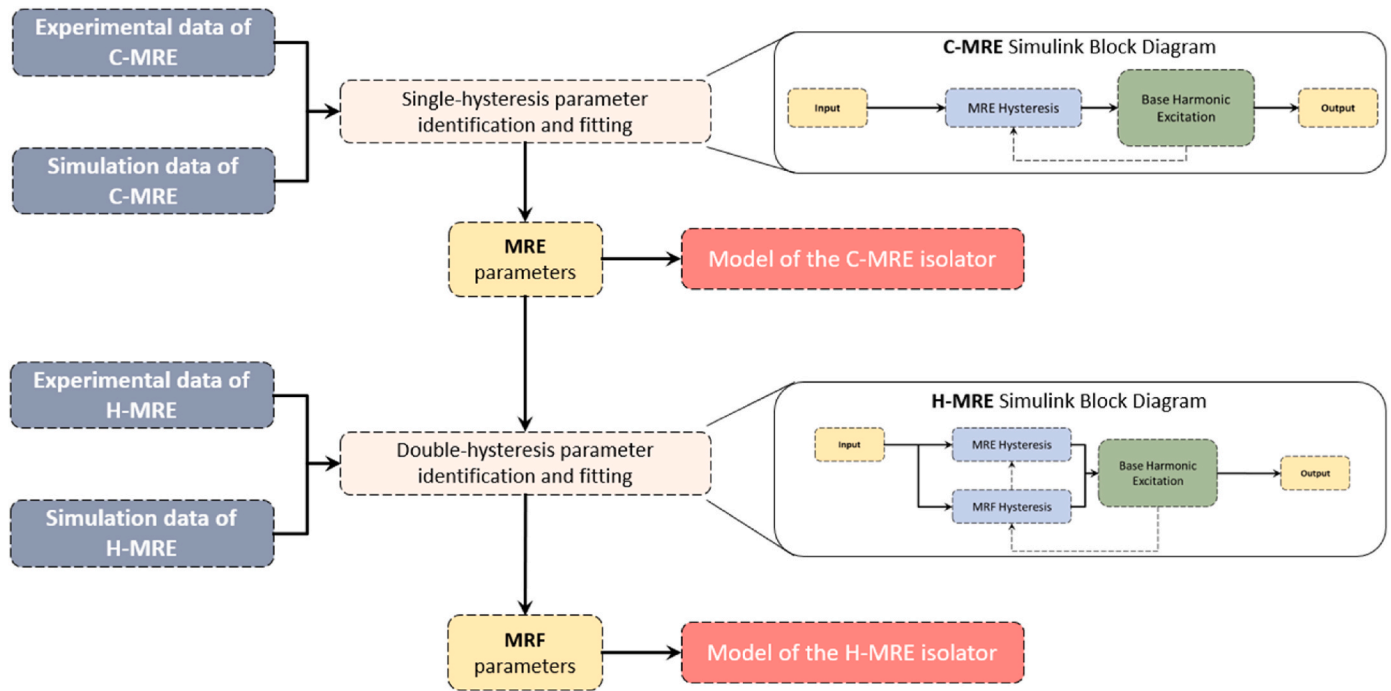 Experimental data of
C-MRE
Simulation data of
C-MRE
Single-hysteresis parameter
identification and fitting
C-MRE Simulink Block Diagram
Input
MRE Hysteresis
Base Harmonic
Excitation
Output
MRE
parameters
Model of the C-MRE isolator
Experimental data of
H-MRE
Simulation data of
H-MRE
Double-hysteresis parameter
identification and fitting
H-MRE Simulink Block Diagram
Input
MRE Hysteresis
MRF Hysteresis
Base Harmonic
Excitation
Output
MRF
parameters
Model of the H-MRE isolator